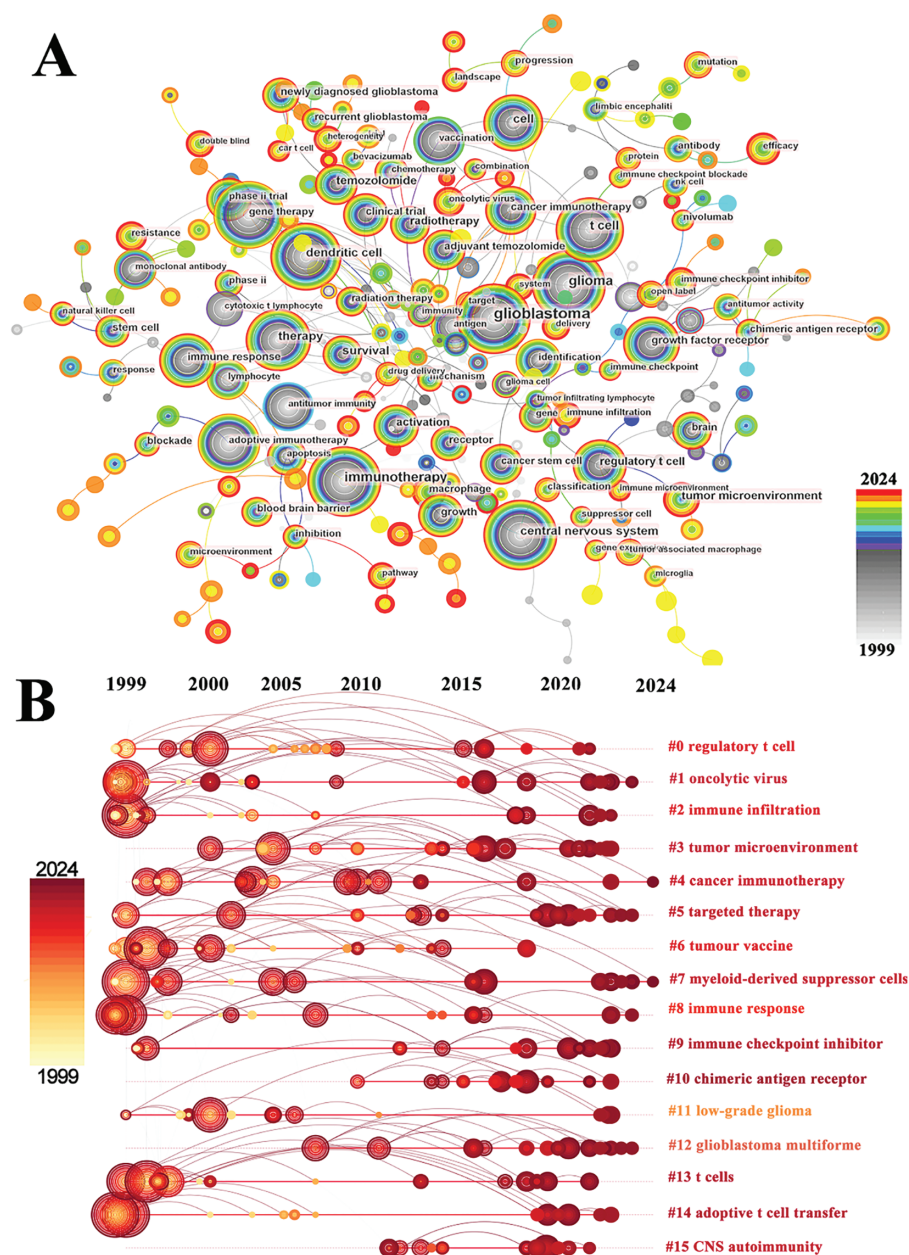 A
progression
landscape
mutation
newly diagnosed glioblastoma
limbic encephaliti
recurrent glioblastoma
cell
double blind
heterogeneity
vaccination
antibody
efficacy
car t cell
bevacizumab
protein
chemotherapy
combination
immune checkpoint blockade
temozolomide
nk cell
phase ii trial
oncolytic virus
cancer immunotherapy
gene therapy
clinical trial
nivolumab
radiotherapy
t cell
resistance
dendritic cell
adjuvant temozolomide
monoclonal antibody
phase ii
system
glioma
immune checkpoint inhibitor
radiation therapy
target
open label
cytotoxic t lymphocyte
immunity
glioblastoma
antitumor activity
natural killer cell
antigen
delivery
stem cell
chimeric antigen receptor
therapy
growth factor receptor
survival
immune response
identification
response
drug delivery
mechanism
immune checkpoint
lymphocyte
glioma cell
antitumor immunity
tumor infiltrating lymphocyte
gene
immune infiltration
activation
brain
blockade
adoptive immunotherapy
receptor
apoptosis
cancer stem cell
regulatory t cell
2024
immunotherapy
macrophage
classification
immune microenvironment
tumor microenvironment
blood brain barrier
growth
suppressor cell
inhibition
central nervous system
microenvironment
tumor associated macrophage
pathway
microglia
1999
B
1999 2000 2005 2010 2015 2020 2024
#0 regulatory t cell
#1 oncolytic virus
#2 immune infiltration
#3 tumor microenvironment
2024
#4 cancer immunotherapy
#5 targeted therapy
#6 tumour vaccine
#7 myeloid-derived suppressor cells
#8 immune response
#9 immune checkpoint inhibitor
1999
#10 chimeric antigen receptor
#11 low-grade glioma
#12 glioblastoma multiforme
#13 t cells
#14 adoptive t cell transfer
#15 CNS autoimmunity